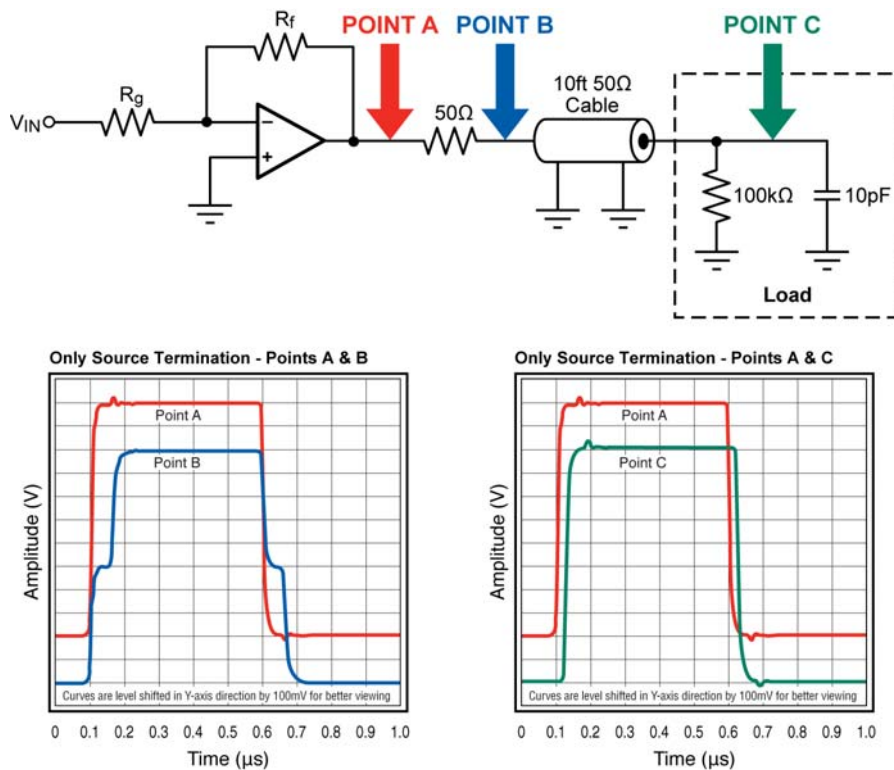 POINT A POINT B POINT C
Rf
Rg
10ft 50Ω
Cable
50Ω
VIN
−
+
100kΩ 10pF
Load
Only Source Termination - Points A & B
Point A
Point B
Amplitude (V)
Curves are level shifted in Y-axis direction by 100mV for better viewing
0 0.1 0.2 0.3 0.4 0.5 0.6 0.7 0.8 0.9 1.0
Time (µs)
Only Source Termination - Points A & C
Point A
Point C
Amplitude (V)
Curves are level shifted in Y-axis direction by 100mV for better viewing
0 0.1 0.2 0.3 0.4 0.5 0.6 0.7 0.8 0.9 1.0
Time (µs)